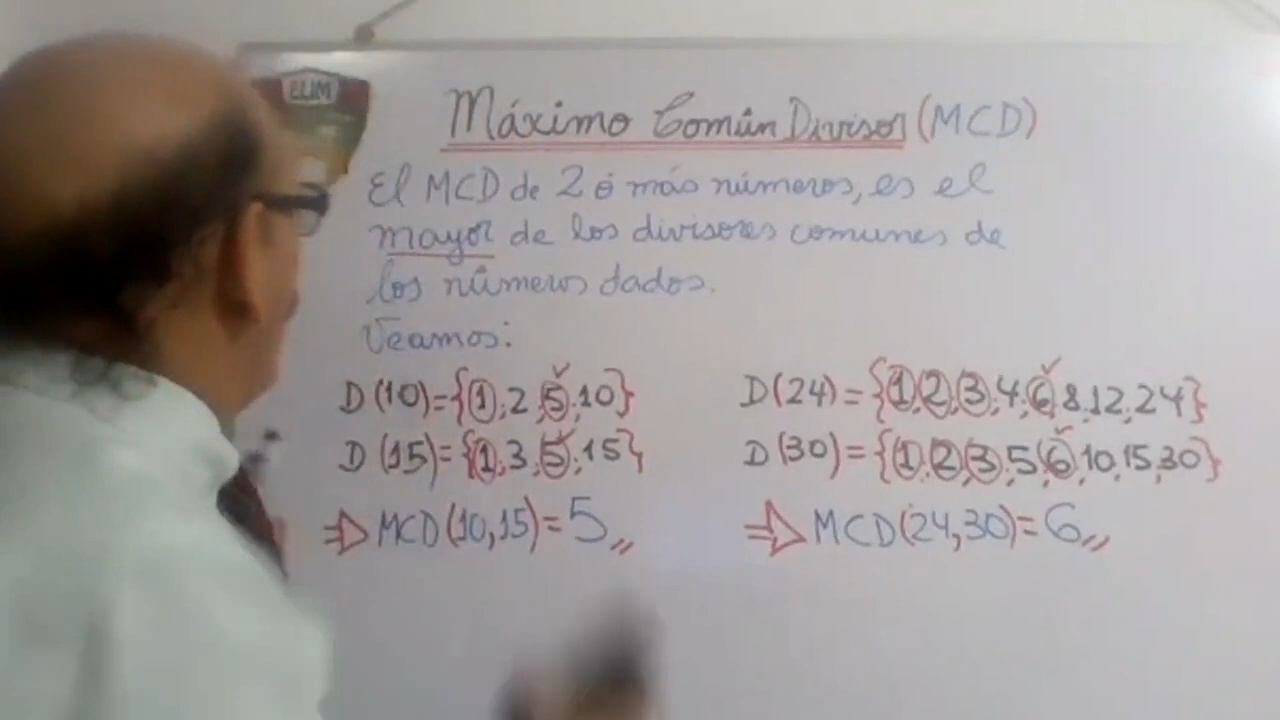 ELIM
Máximo Común Divisor (MCD)
El MCD de 2 ó más números, es el
mayor de los divisores comunes de
los números dados.
Veamos:
D(10)={1,2,5,10}
D(15)={1,3,5,15}
⇒ MCD(10,15)=5,,
D(24)={1,2,3,4,6,8,12,24}
D(30)={1,2,3,5,6,10,15,30}
⇒ MCD(24,30)=6,,